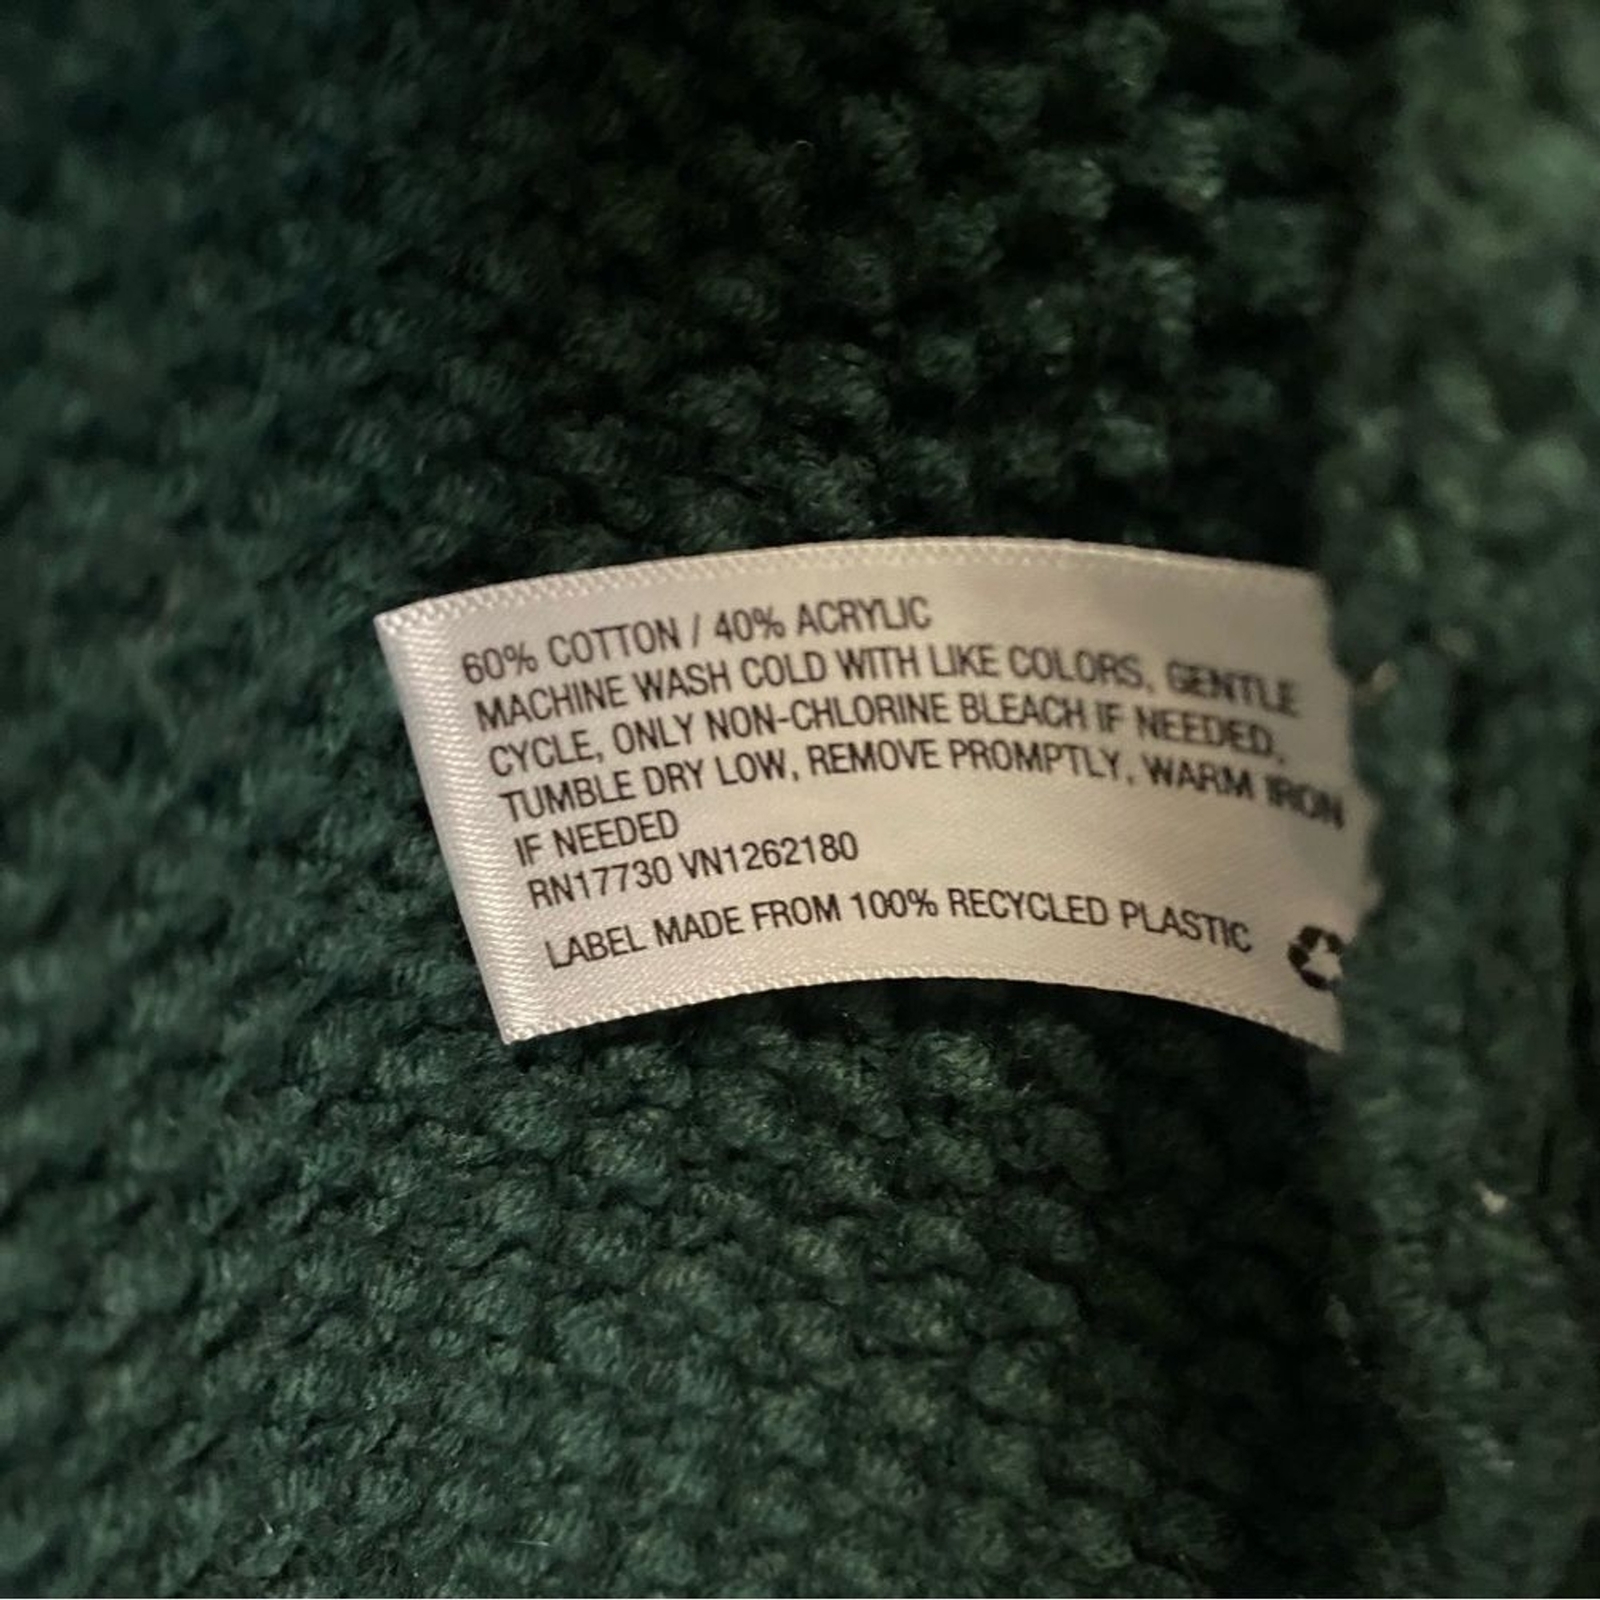 60% COTTON / 40% ACRYLIC
MACHINE WASH COLD WITH LIKE COLORS, GENTLE
CYCLE, ONLY NON-CHLORINE BLEACH IF NEEDED,
TUMBLE DRY LOW, REMOVE PROMPTLY, WARM IRON
IF NEEDED
RN17730 VN1262180
LABEL MADE FROM 100% RECYCLED PLASTIC